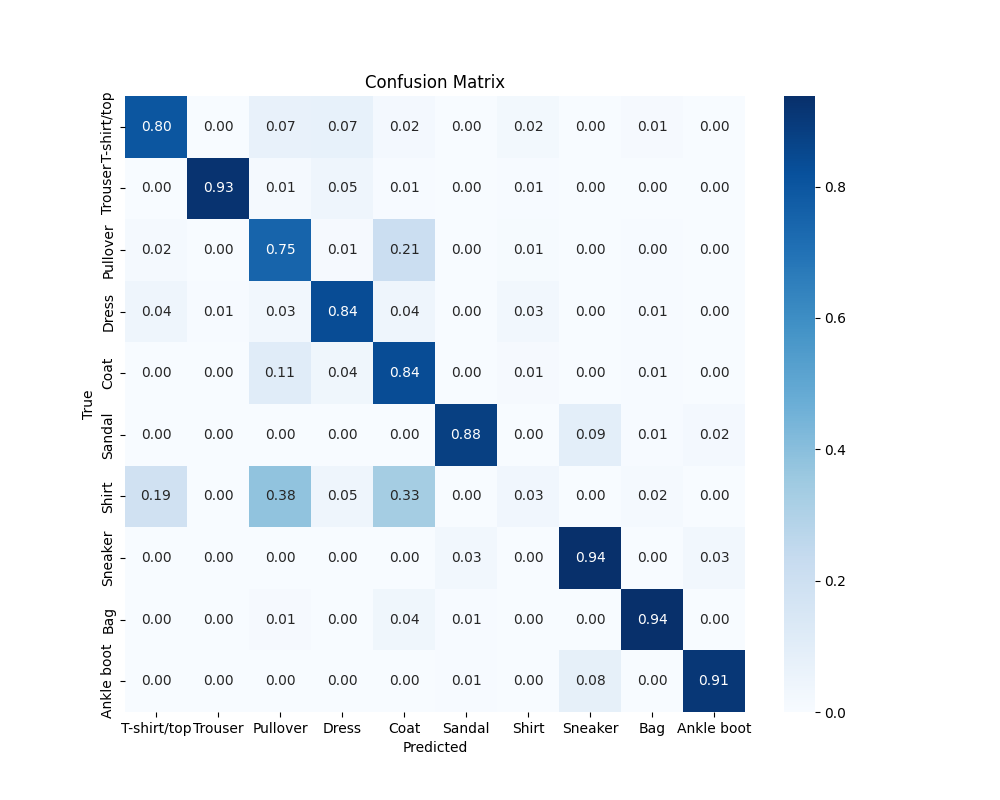 Confusion Matrix
T-shirt/top 0.80 0.00 0.07 0.07 0.02 0.00 0.02 0.00 0.01 0.00
Trouser 0.00 0.93 0.01 0.05 0.01 0.00 0.01 0.00 0.00 0.00
Pullover 0.02 0.00 0.75 0.01 0.21 0.00 0.01 0.00 0.00 0.00
Dress 0.04 0.01 0.03 0.84 0.04 0.00 0.03 0.00 0.01 0.00
Coat 0.00 0.00 0.11 0.04 0.84 0.00 0.01 0.00 0.01 0.00
Sandal 0.00 0.00 0.00 0.00 0.00 0.88 0.00 0.09 0.01 0.02
Shirt 0.19 0.00 0.38 0.05 0.33 0.00 0.03 0.00 0.02 0.00
Sneaker 0.00 0.00 0.00 0.00 0.00 0.03 0.00 0.94 0.00 0.03
Bag 0.00 0.00 0.01 0.00 0.04 0.01 0.00 0.00 0.94 0.00
Ankle boot 0.00 0.00 0.00 0.00 0.00 0.01 0.00 0.08 0.00 0.91
True
T-shirt/top Trouser Pullover Dress Coat Sandal Shirt Sneaker Bag Ankle boot
Predicted
0.8
0.6
0.4
0.2
0.0